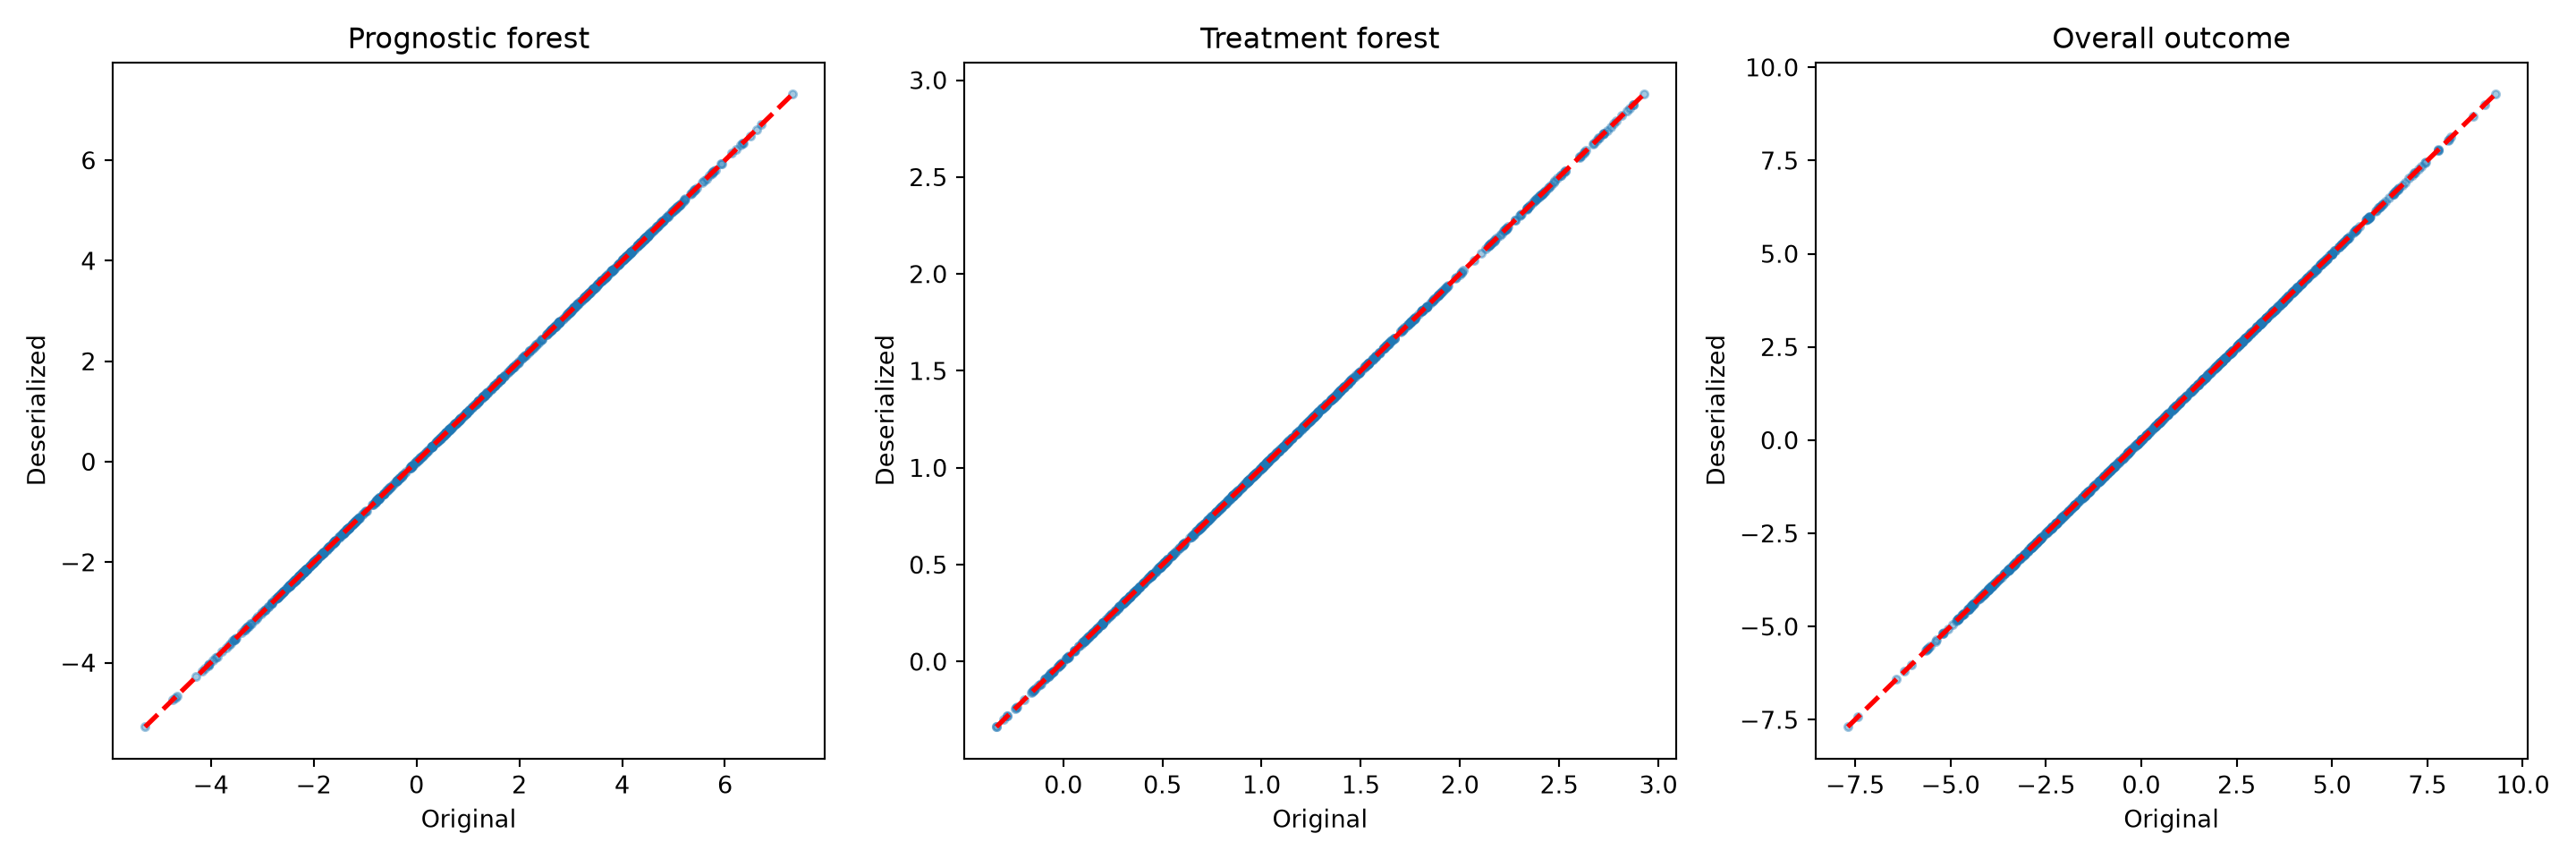 Prognostic forest
Deserialized
6
4
2
0
−2
−4
−4 −2 0 2 4 6
Original
Treatment forest
Deserialized
3.0
2.5
2.0
1.5
1.0
0.5
0.0
0.0 0.5 1.0 1.5 2.0 2.5 3.0
Original
Overall outcome
Deserialized
10.0
7.5
5.0
2.5
0.0
−2.5
−5.0
−7.5
−7.5 −5.0 −2.5 0.0 2.5 5.0 7.5 10.0
Original